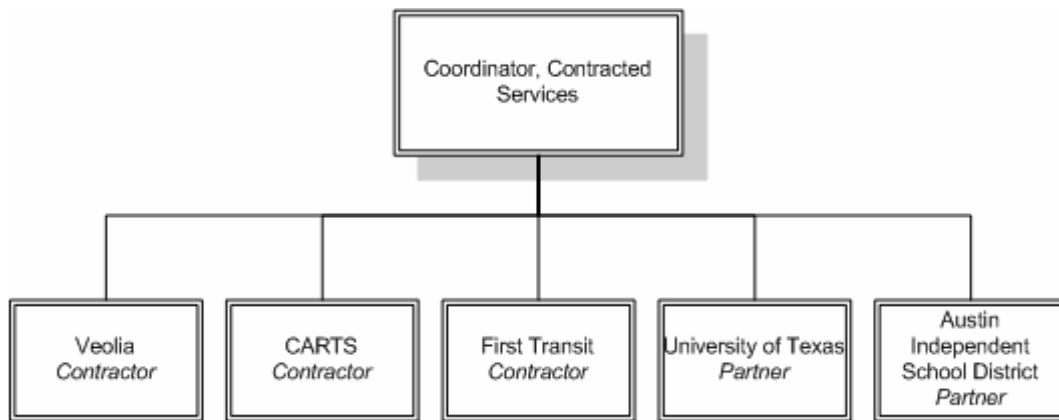 Coordinator, Contracted
Services
Veolia
Contractor
CARTS
Contractor
First Transit
Contractor
University of Texas
Partner
Austin
Independent
School District
Partner